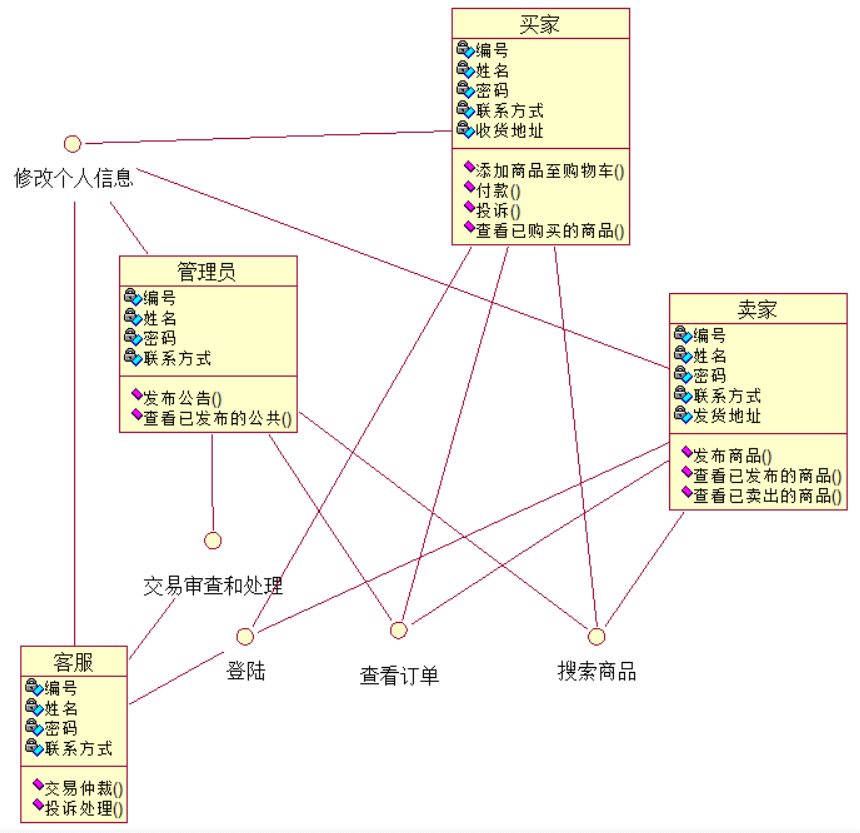 买家
编号
姓名
密码
联系方式
收货地址
添加商品至购物车()
付款()
投诉()
查看已购买的商品()
修改个人信息
管理员
编号
姓名
密码
联系方式
发布公告()
查看已发布的公共()
卖家
编号
姓名
密码
联系方式
发货地址
发布商品()
查看已发布的商品()
查看已卖出的商品()
交易审查和处理
登陆
查看订单
搜索商品
客服
编号
姓名
密码
联系方式
交易仲裁()
投诉处理()